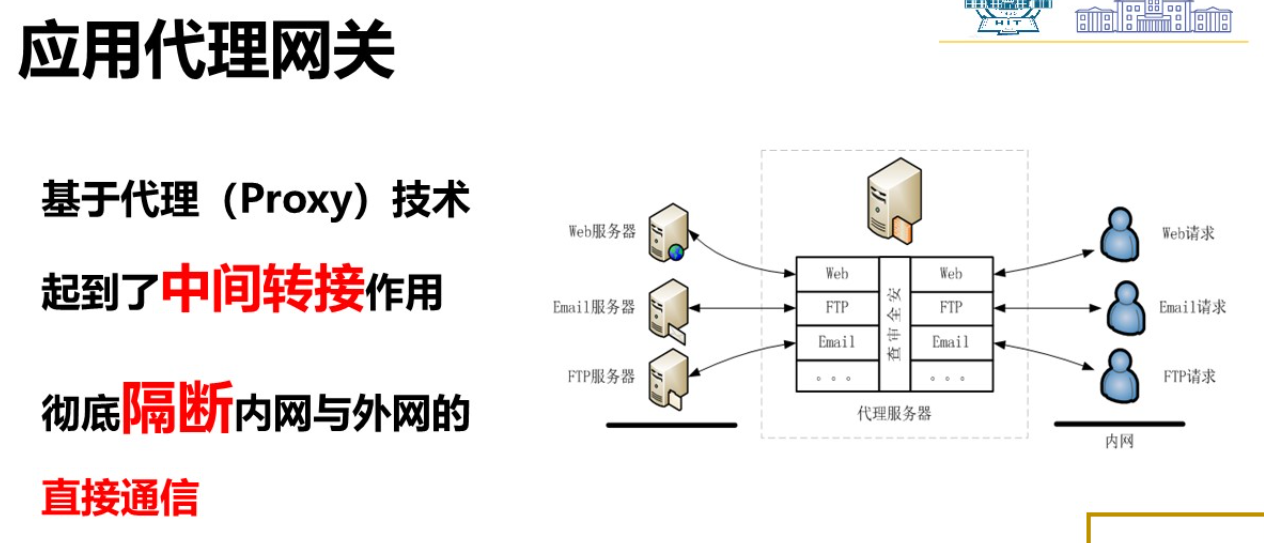 HIT
应用代理网关
基于代理（Proxy）技术
起到了中间转接作用
彻底隔断内网与外网的
直接通信
Web服务器
Email服务器
FTP服务器
Web
FTP
Email
。。。
查审全安
Web
FTP
Email
。。。
代理服务器
Web请求
Email请求
FTP请求
内网